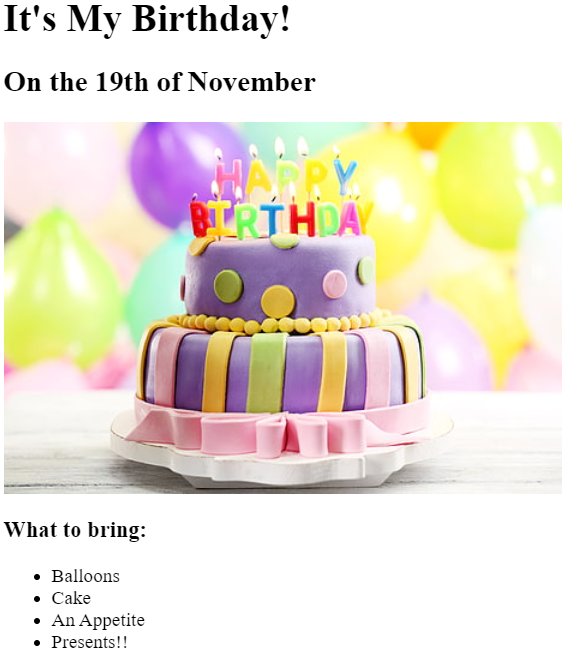 It's My Birthday!
On the 19th of November
HAPPY
BIRTHDAY
What to bring:
Balloons
Cake
An Appetite
Presents!!